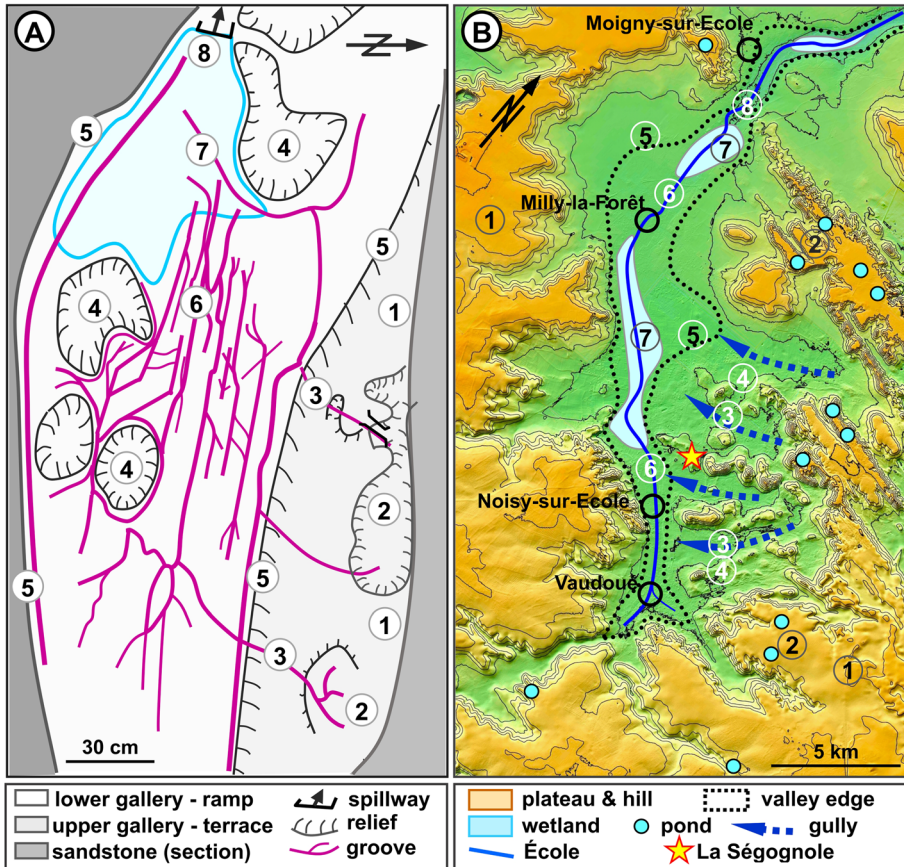 A
N
8
5
7
4
5
6
4
1
3
4
2
5
5
1
3
2
30 cm
lower gallery - ramp
spillway
upper gallery - terrace
relief
sandstone (section)
groove
B
Moigny-sur-Ecole
N
8
5
7
6
Milly-la-Forêt
1
2
7
5
4
3
6
Noisy-sur-Ecole
3
4
Vaudoué
2
1
5 km
plateau & hill
valley edge
wetland
pond
gully
École
La Ségognole